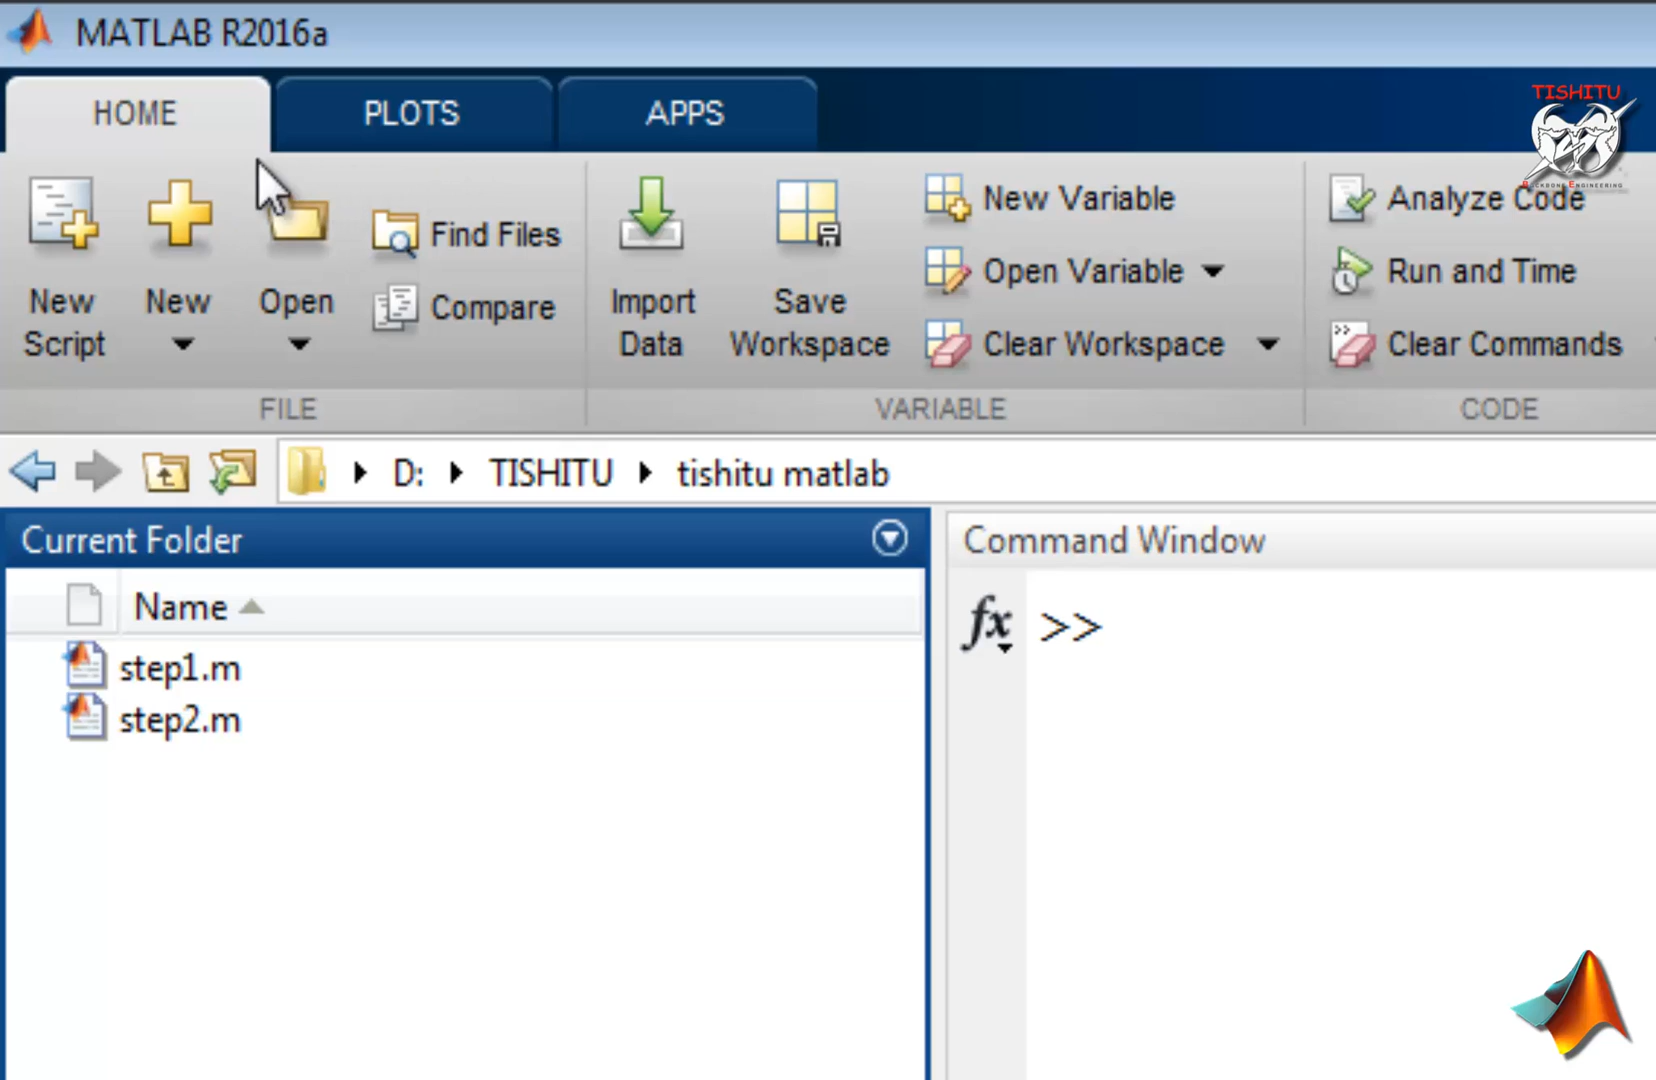 MATLAB R2016a
HOME
PLOTS
APPS
TISHITU
BACKBONE ENGINEERING
New Script
New
Open
Find Files
Compare
Import Data
Save Workspace
New Variable
Open Variable
Clear Workspace
Analyze Code
Run and Time
Clear Commands
FILE
VARIABLE
CODE
D: TISHITU tishitu matlab
Current Folder
Command Window
Name
fx >>
step1.m
step2.m